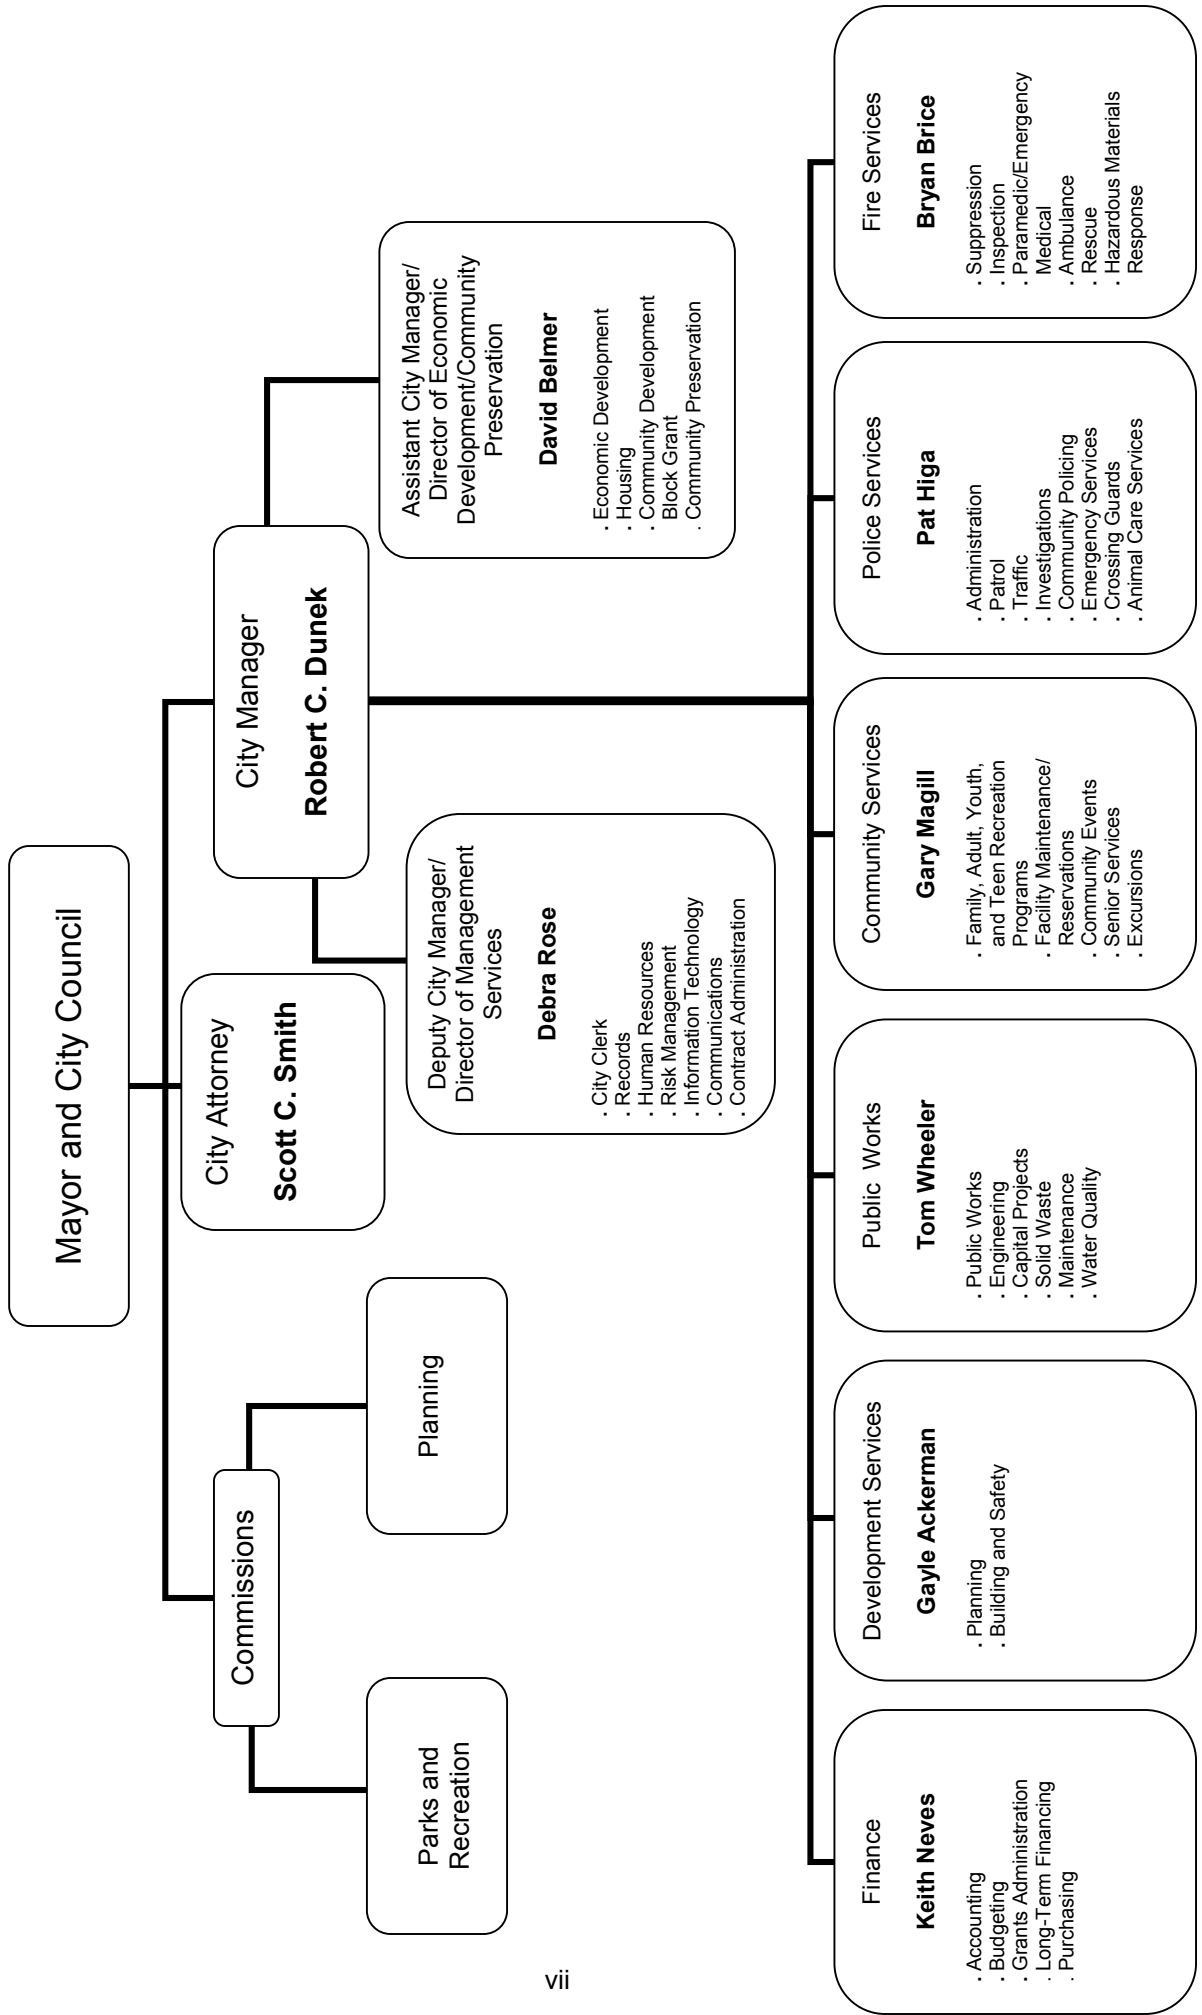 Mayor and City Council
Commissions
Parks and
Recreation
Planning
City Attorney
Scott C. Smith
City Manager
Robert C. Dunek
Deputy City Manager/
Director of Management
Services
Debra Rose
. City Clerk
. Records
. Human Resources
. Risk Management
. Information Technology
. Communications
. Contract Administration
Assistant City Manager/
Director of Economic
Development/Community
Preservation
David Belmer
. Economic Development
. Housing
. Community Development
Block Grant
. Community Preservation
Finance
Keith Neves
. Accounting
. Budgeting
. Grants Administration
. Long-Term Financing
. Purchasing
Development Services
Gayle Ackerman
. Planning
. Building and Safety
Public Works
Tom Wheeler
. Public Works
. Engineering
. Capital Projects
. Solid Waste
. Maintenance
. Water Quality
Community Services
Gary Magill
. Family, Adult, Youth,
and Teen Recreation
Programs
. Facility Maintenance/
Reservations
. Community Events
. Senior Services
. Excursions
Police Services
Pat Higa
. Administration
. Patrol
. Traffic
. Investigations
. Community Policing
. Emergency Services
. Crossing Guards
. Animal Care Services
Fire Services
Bryan Brice
. Suppression
. Inspection
. Paramedic/Emergency
Medical
. Ambulance
. Rescue
. Hazardous Materials
Response
vii